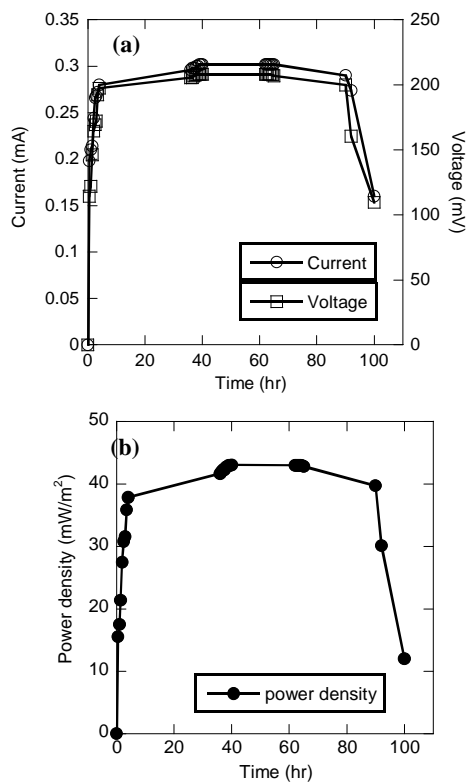 (a)
0.35
0.3
0.25
0.2
0.15
0.1
0.05
0
Current (mA)
250
200
150
100
50
0
Voltage (mV)
Current
Voltage
0 20 40 60 80 100
Time (hr)
(b)
50
40
30
20
10
0
Power density (mW/m²)
power density
0 20 40 60 80 100
Time (hr)